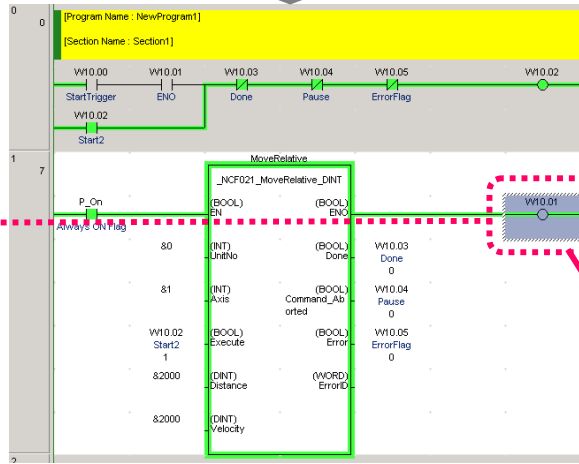 0
0
[Program Name : NewProgram1]
[Section Name : Section1]
W10.00 W10.01 W10.03 W10.04 W10.05 W10.02
StartTrigger ENO Done Pause ErrorFlag
W10.02
Start2
1
7
MoveRelative
_NCF021_MoveRelative_DINT
P_On (BOOL) (BOOL) W10.01
EN ENO
Always ON Flag
&0 (INT) (BOOL) W10.03
UnitNo Done Done
0
&1 (INT) (BOOL) W10.04
Axis Command_Ab Pause
orted 0
W10.02 (BOOL) (BOOL) W10.05
Start2 Execute Error ErrorFlag
1 0
&2000 (DINT) (WORD)
Distance ErrorID
&2000 (DINT)
Velocity
2